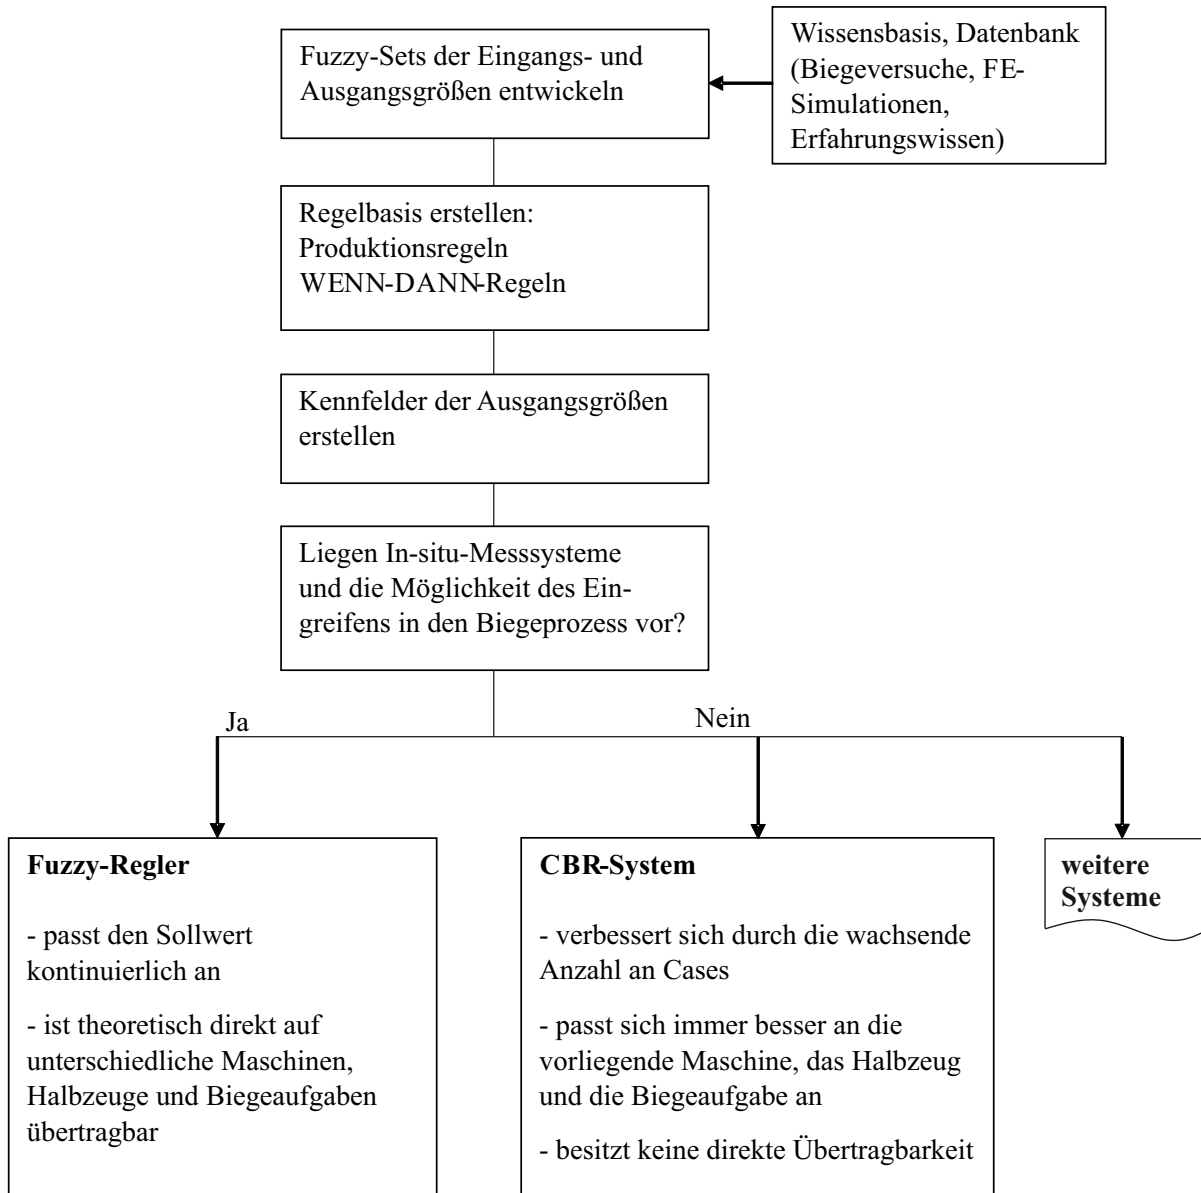 Fuzzy-Sets der Eingangs- und
Ausgangsgrößen entwickeln
Wissensbasis, Datenbank
(Biegeversuche, FE-
Simulationen,
Erfahrungswissen)
Regelbasis erstellen:
Produktionsregeln
WENN-DANN-Regeln
Kennfelder der Ausgangsgrößen
erstellen
Liegen In-situ-Messsysteme
und die Möglichkeit des Ein-
greifens in den Biegeprozess vor?
Ja
Nein
Fuzzy-Regler
- passt den Sollwert
kontinuierlich an
- ist theoretisch direkt auf
unterschiedliche Maschinen,
Halbzeuge und Biegeaufgaben
übertragbar
CBR-System
- verbessert sich durch die wachsende
Anzahl an Cases
- passt sich immer besser an die
vorliegende Maschine, das Halbzeug
und die Biegeaufgabe an
- besitzt keine direkte Übertragbarkeit
weitere
Systeme